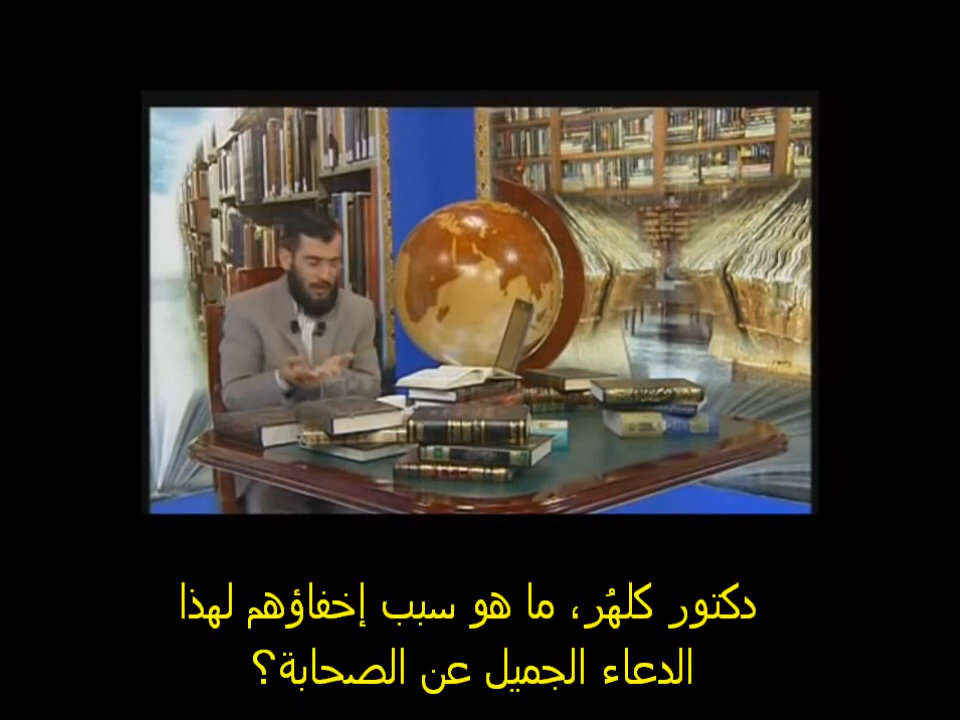 دكتور كلهُر، ما هو سبب إخفاؤهم لهذا
الدعاء الجميل عن الصحابة؟